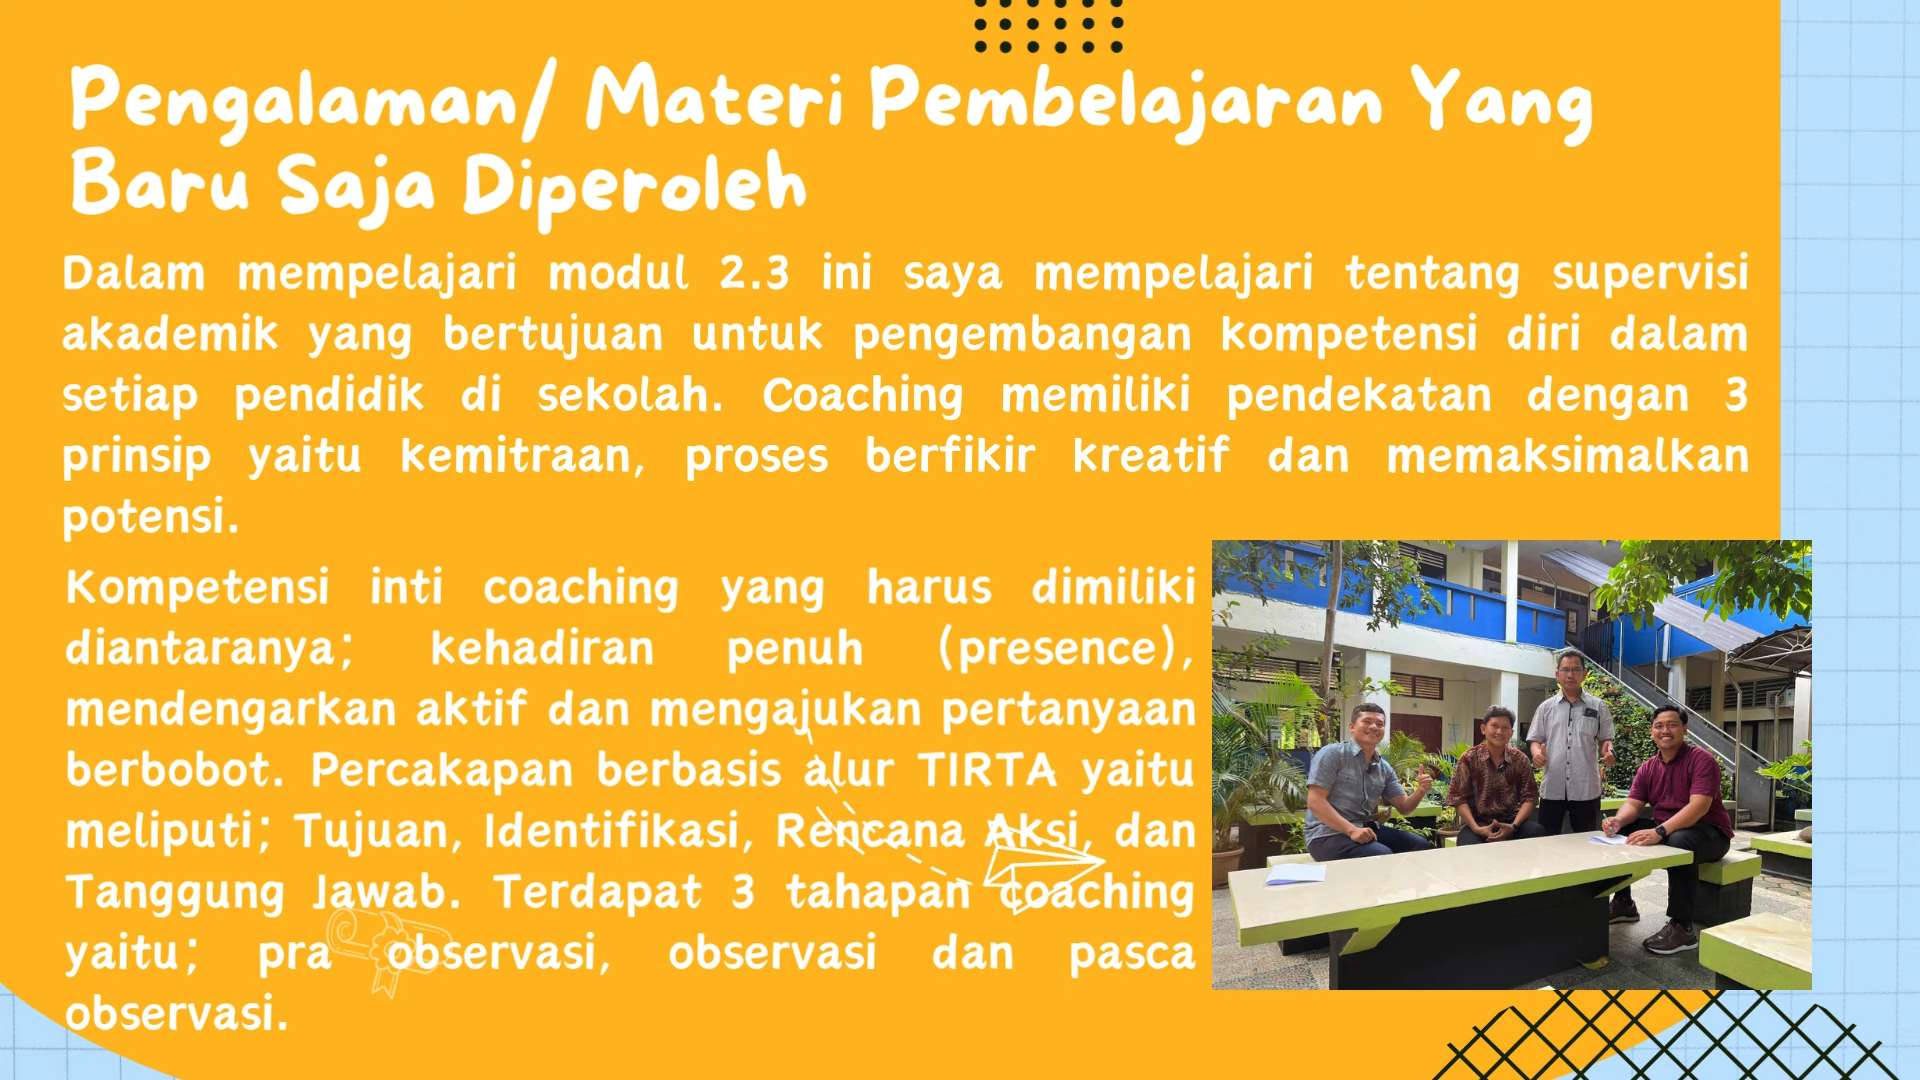 Pengalaman/ Materi Pembelajaran Yang
Baru Saja Diperoleh
Dalam mempelajari modul 2.3 ini saya mempelajari tentang supervisi
akademik yang bertujuan untuk pengembangan kompetensi diri dalam
setiap pendidik di sekolah. Coaching memiliki pendekatan dengan 3
prinsip yaitu kemitraan, proses berfikir kreatif dan memaksimalkan
potensi.
Kompetensi inti coaching yang harus dimiliki
diantaranya; kehadiran penuh (presence),
mendengarkan aktif dan mengajukan pertanyaan
berbobot. Percakapan berbasis alur TIRTA yaitu
meliputi; Tujuan, Identifikasi, Rencana Aksi, dan
Tanggung Jawab. Terdapat 3 tahapan coaching
yaitu; pra observasi, observasi dan pasca
observasi.